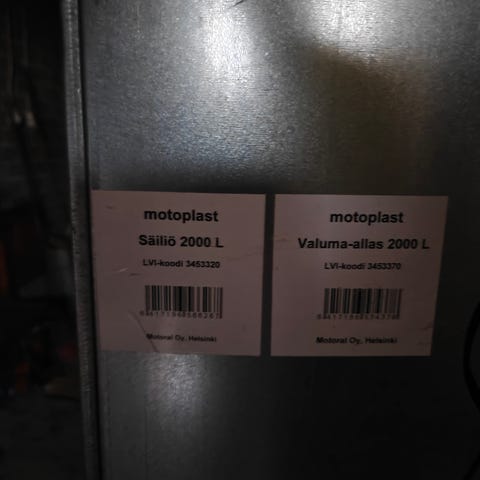 motoplast
Säiliö 2000 L
LVI-koodi 3453320
Motoral Oy, Helsinki
motoplast
Valuma-allas 2000 L
LVI-koodi 3453370
Motoral Oy, Helsinki